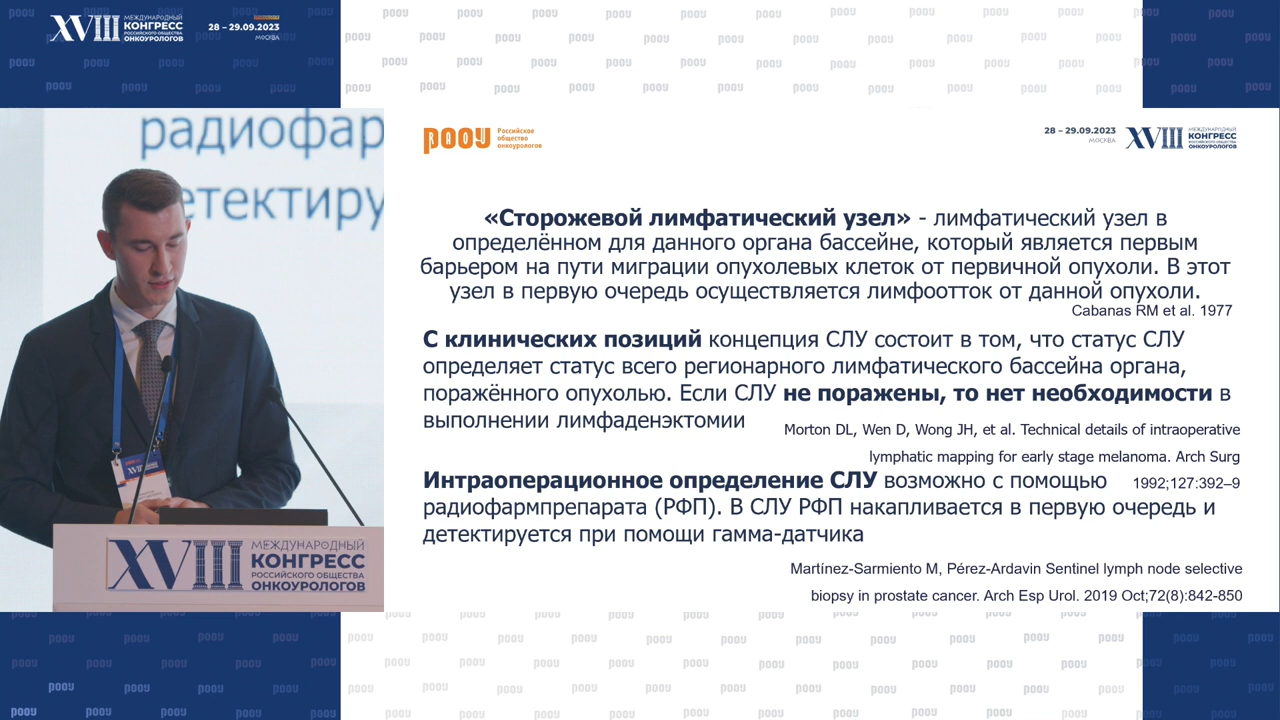 XVIII МЕЖДУНАРОДНЫЙ
КОНГРЕСС
РОССИЙСКОГО ОБЩЕСТВА
ОНКОУРОЛОГОВ
28 – 29.09.2023
МОСКВА
радиофар
детектиру
XVIII МЕЖДУНАРОДНЫЙ
КОНГРЕСС
РОССИЙСКОГО ОБЩЕСТВА
ОНКОУРОЛОГОВ
РООУ Российское
общество
онкоурологов
28 – 29.09.2023
МОСКВА
XVIII МЕЖДУНАРОДНЫЙ
КОНГРЕСС
РОССИЙСКОГО ОБЩЕСТВА
ОНКОУРОЛОГОВ
«Сторожевой лимфатический узел» - лимфатический узел в
определённом для данного органа бассейне, который является первым
барьером на пути миграции опухолевых клеток от первичной опухоли. В этот
узел в первую очередь осуществляется лимфоотток от данной опухоли.
Cabanas RM et al. 1977
С клинических позиций концепция СЛУ состоит в том, что статус СЛУ
определяет статус всего регионарного лимфатического бассейна органа,
поражённого опухолью. Если СЛУ не поражены, то нет необходимости в
выполнении лимфаденэктомии
Morton DL, Wen D, Wong JH, et al. Technical details of intraoperative
lymphatic mapping for early stage melanoma. Arch Surg
1992;127:392–9
Интраоперационное определение СЛУ возможно с помощью
радиофармпрепарата (РФП). В СЛУ РФП накапливается в первую очередь и
детектируется при помощи гамма-датчика
Martínez-Sarmiento M, Pérez-Ardavin Sentinel lymph node selective
biopsy in prostate cancer. Arch Esp Urol. 2019 Oct;72(8):842-850